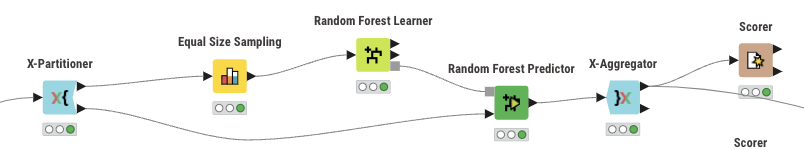 Random Forest Learner
Scorer
Equal Size Sampling
X-Partitioner
Random Forest Predictor
X-Aggregator
X{
}X
Scorer